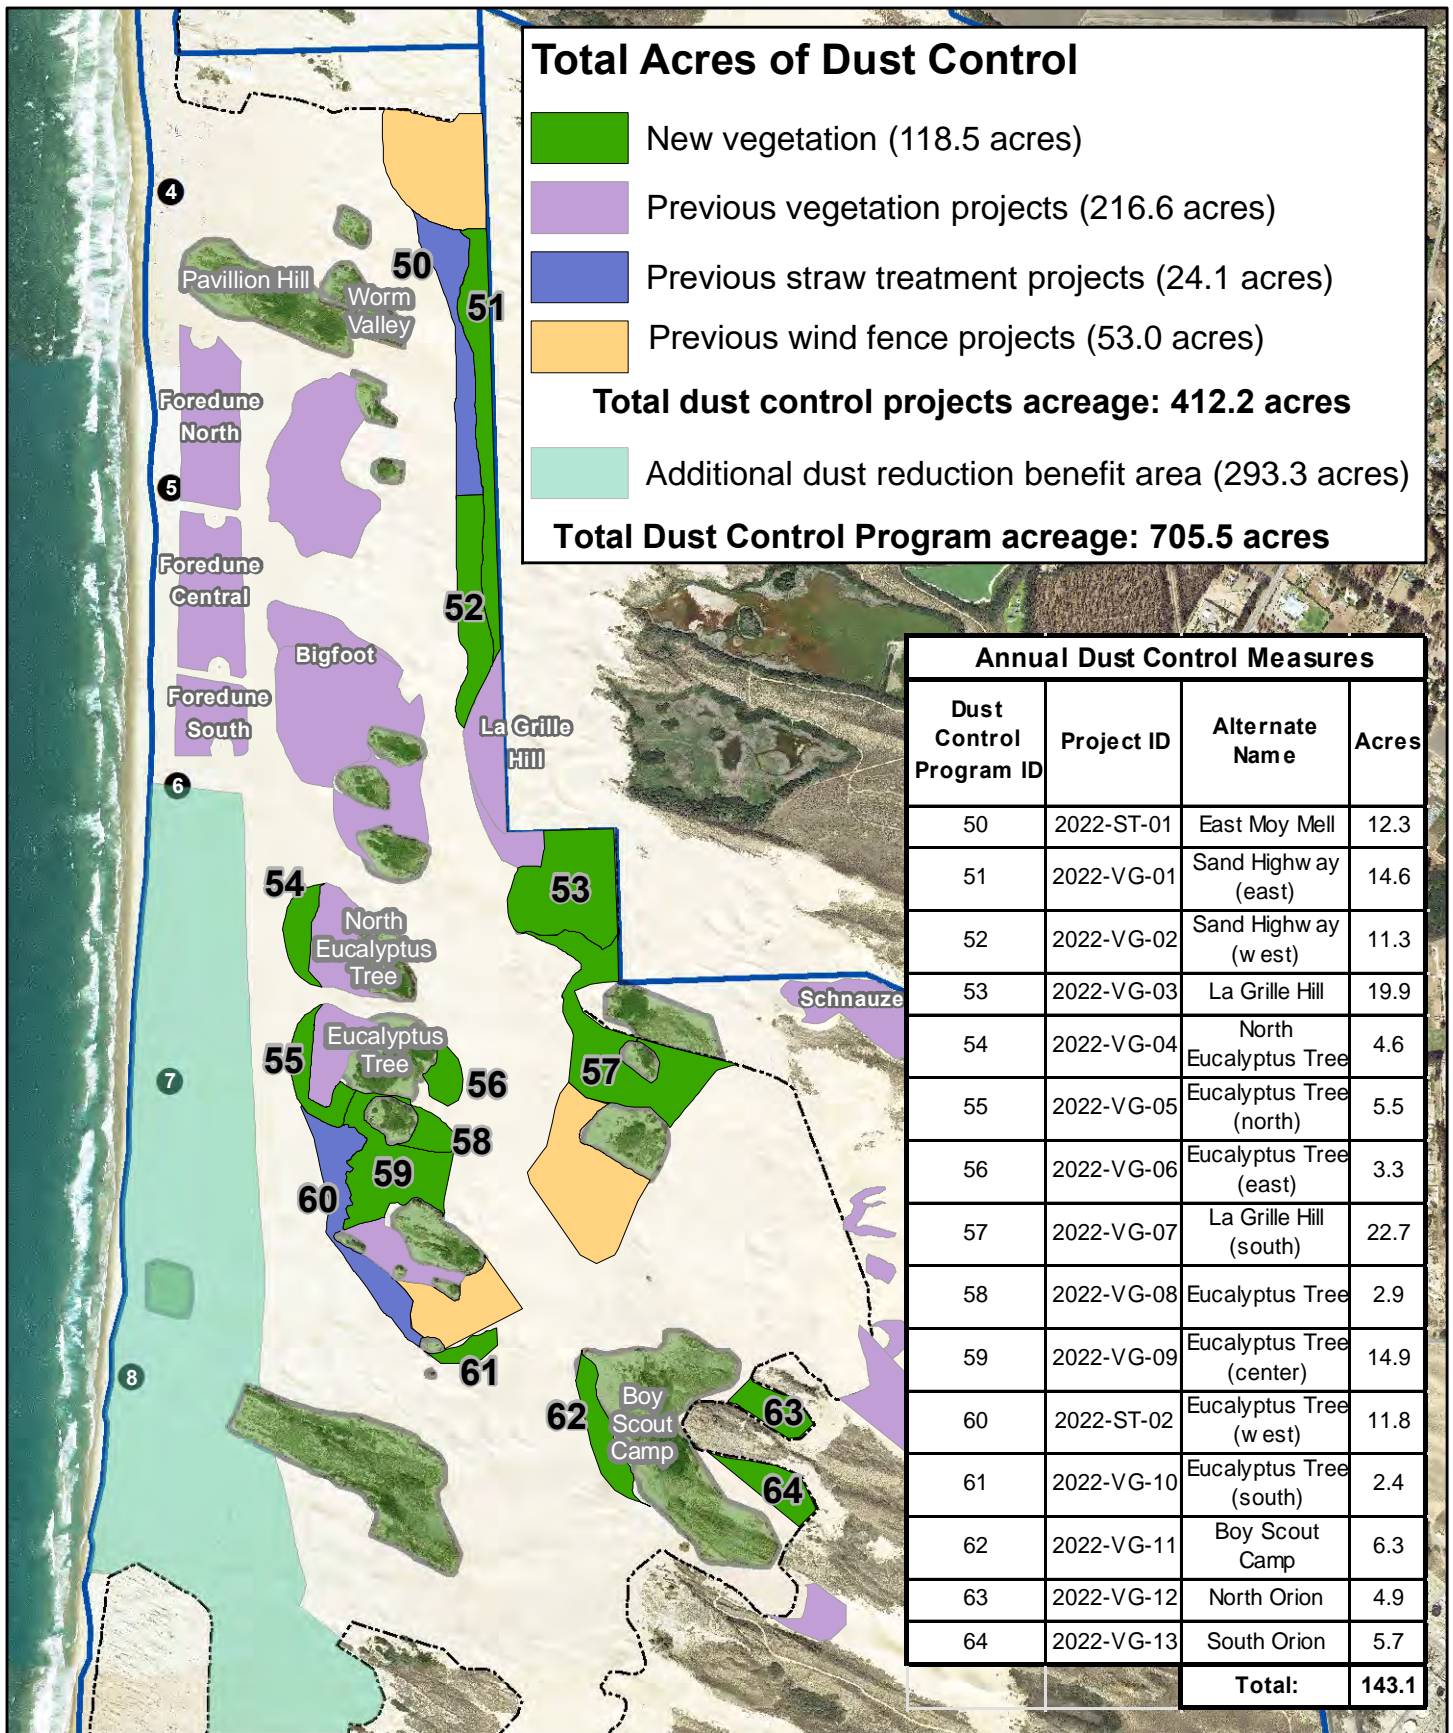 Total Acres of Dust Control
New vegetation (118.5 acres)
Previous vegetation projects (216.6 acres)
Previous straw treatment projects (24.1 acres)
Previous wind fence projects (53.0 acres)
Total dust control projects acreage: 412.2 acres
Additional dust reduction benefit area (293.3 acres)
Total Dust Control Program acreage: 705.5 acres
4
50
Pavillion Hill
Worm
Valley
51
Foredune
North
5
Foredune
Central
52
Bigfoot
Foredune
South
La Grille
Hill
6
54
53
North
Eucalyptus
Tree
Schnauze
55
Eucalyptus
Tree
56
57
7
58
59
60
8
61
62
Boy
Scout
Camp
63
64
Annual Dust Control Measures
Dust
Control
Program ID
Project ID
Alternate
Name
Acres
50 2022-ST-01 East Moy Mell 12.3
51 2022-VG-01 Sand Highway
(east) 14.6
52 2022-VG-02 Sand Highway
(west) 11.3
53 2022-VG-03 La Grille Hill 19.9
54 2022-VG-04 North
Eucalyptus Tree 4.6
55 2022-VG-05 Eucalyptus Tree
(north) 5.5
56 2022-VG-06 Eucalyptus Tree
(east) 3.3
57 2022-VG-07 La Grille Hill
(south) 22.7
58 2022-VG-08 Eucalyptus Tree 2.9
59 2022-VG-09 Eucalyptus Tree
(center) 14.9
60 2022-ST-02 Eucalyptus Tree
(west) 11.8
61 2022-VG-10 Eucalyptus Tree
(south) 2.4
62 2022-VG-11 Boy Scout
Camp 6.3
63 2022-VG-12 North Orion 4.9
64 2022-VG-13 South Orion 5.7
Total: 143.1